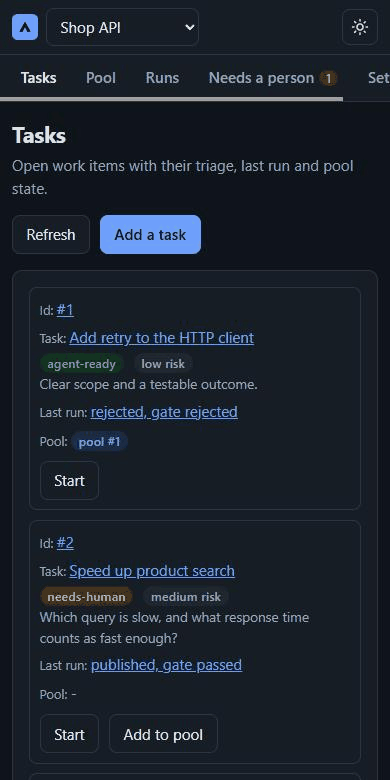 Shop API
Tasks Pool Runs Needs a person 1 Set
Tasks
Open work items with their triage, last run and pool
state.
Refresh Add a task
Id: #1
Task: Add retry to the HTTP client
agent-ready low risk
Clear scope and a testable outcome.
Last run: rejected, gate rejected
Pool: pool #1
Start
Id: #2
Task: Speed up product search
needs-human medium risk
Which query is slow, and what response time
counts as fast enough?
Last run: published, gate passed
Pool: -
Start Add to pool